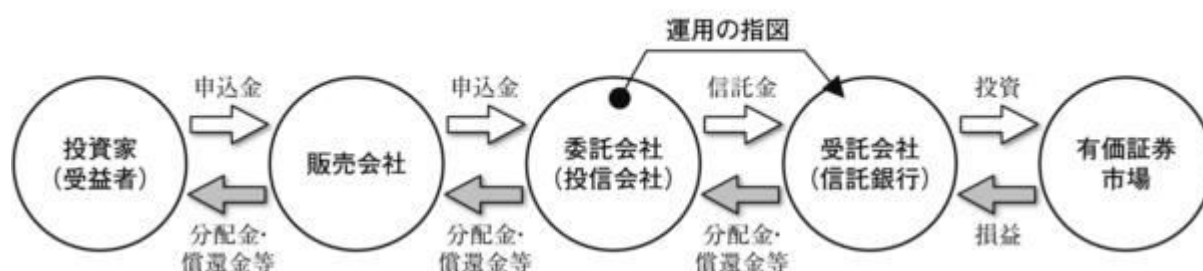 運用の指図
申込金
申込金
信託金
投資
投資家
(受益者)
販売会社
委託会社
(投信会社)
受託会社
(信託銀行)
有価証券
市場
分配金・
償還金等
分配金・
償還金等
分配金・
償還金等
損益